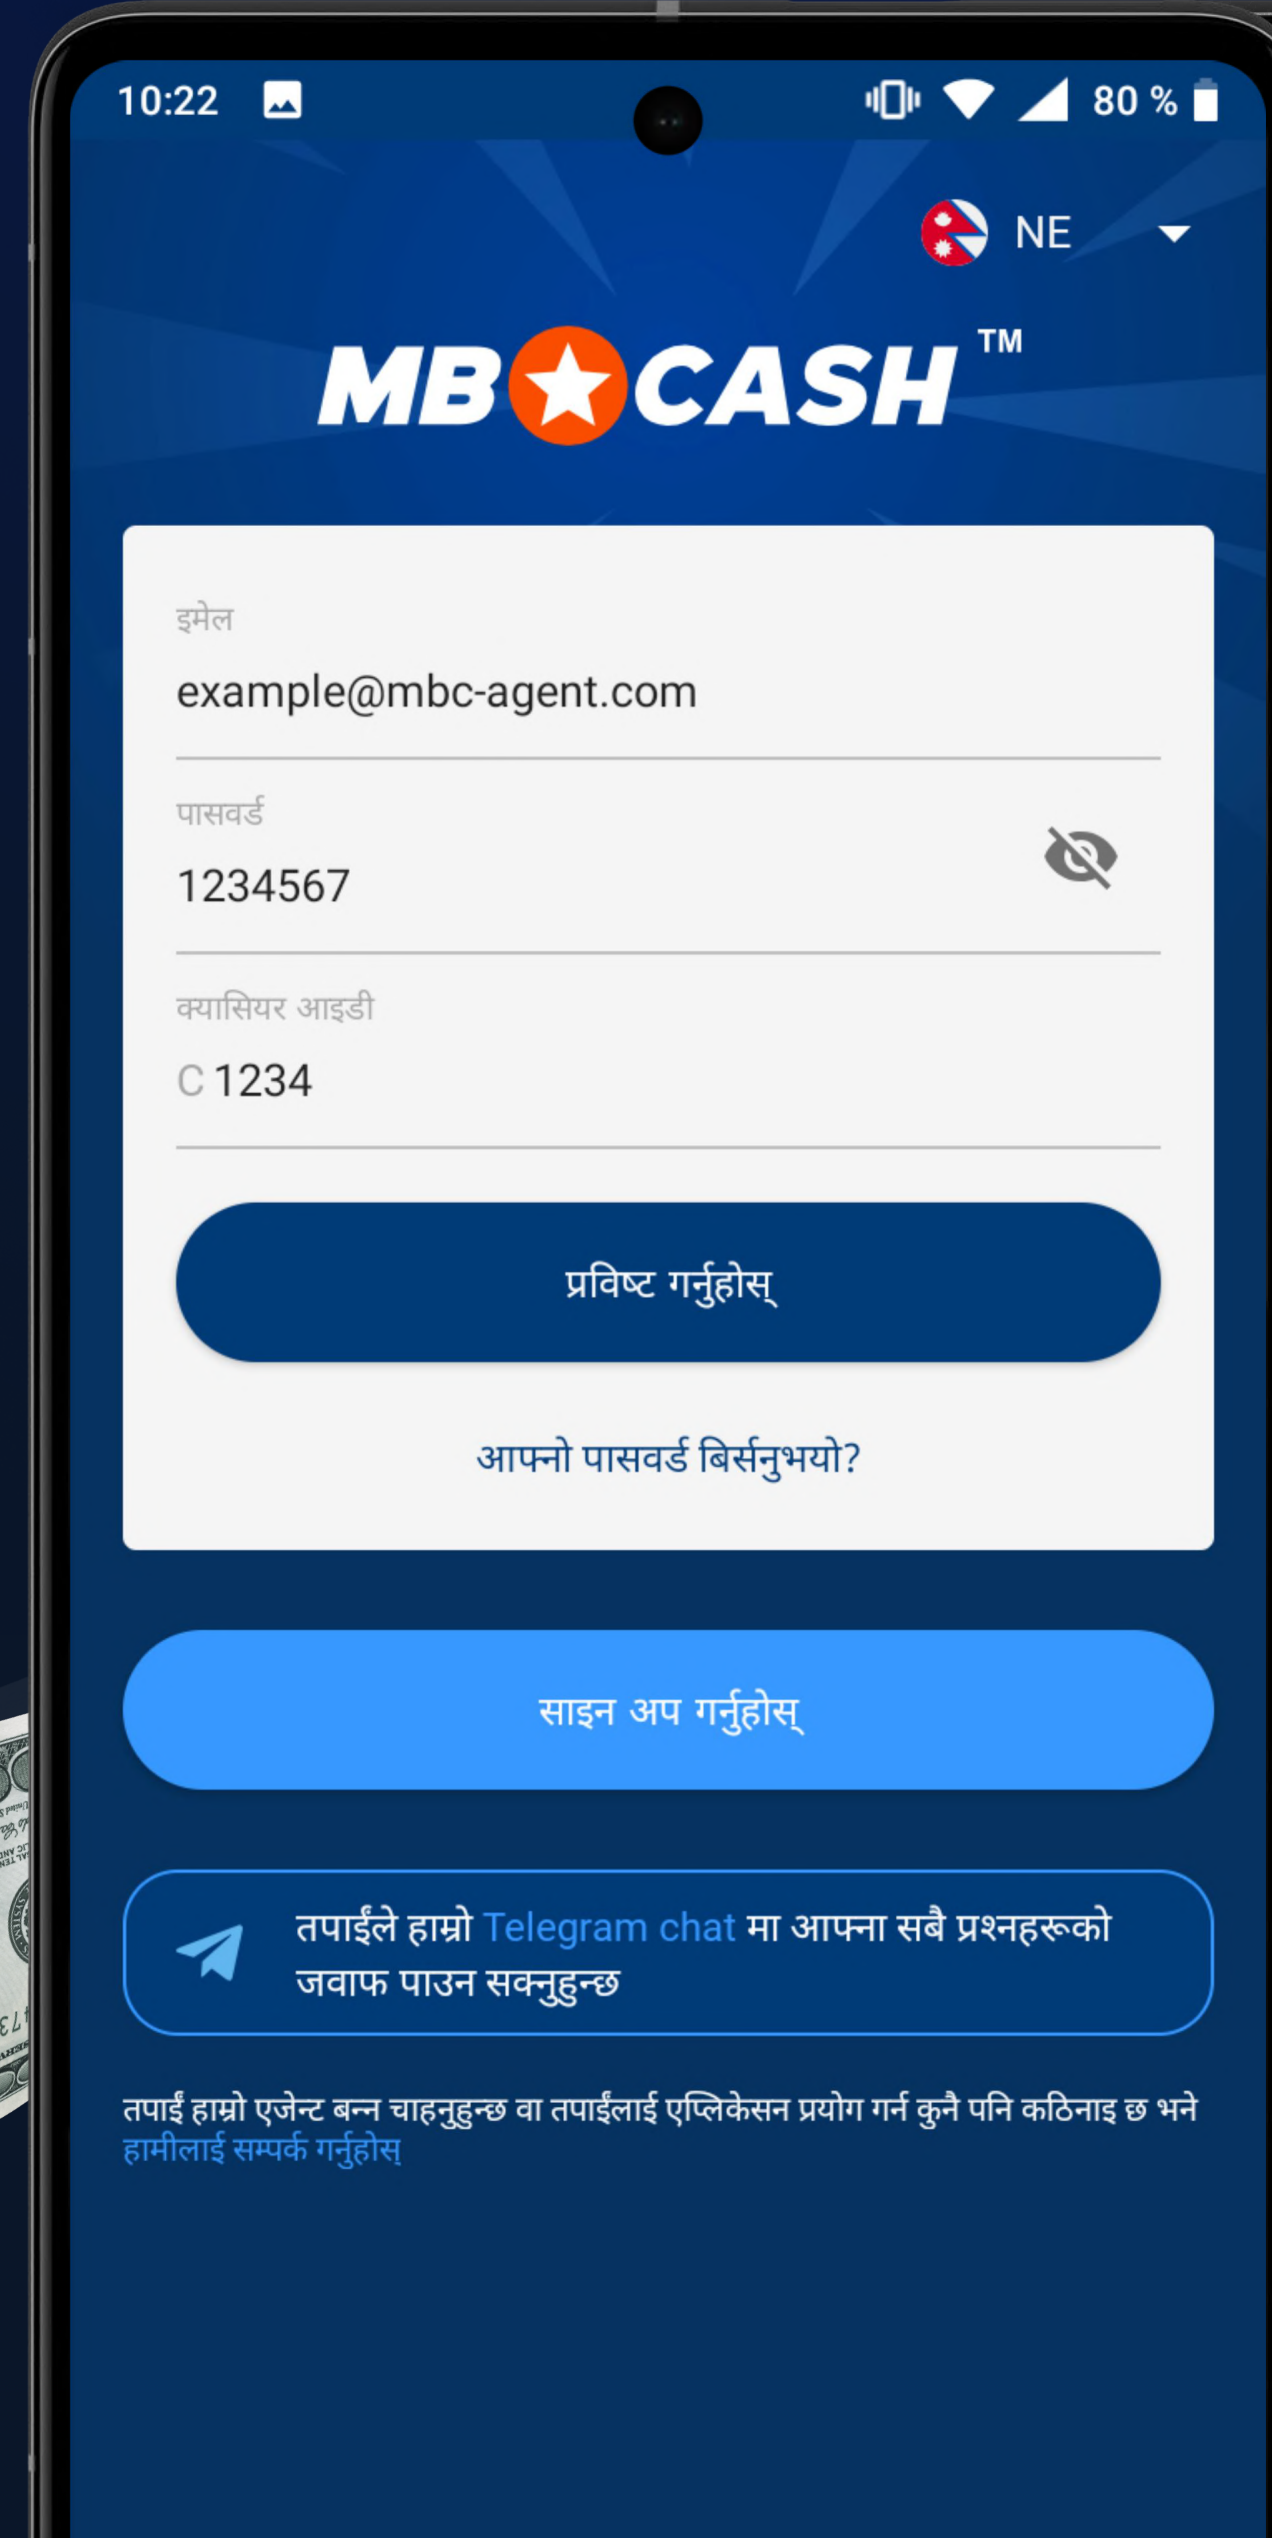 10:22
80 %
NE
MB CASH ™
इमेल
example@mbc-agent.com
पासवर्ड
1234567
क्यासियर आइडी
C 1234
प्रविष्ट गर्नुहोस्
आफ्नो पासवर्ड बिर्सनुभयो?
साइन अप गर्नुहोस्
तपाईंले हाम्रो Telegram chat मा आफ्ना सबै प्रश्नहरूको
जवाफ पाउन सक्नुहुन्छ
तपाईं हाम्रो एजेन्ट बन्न चाहनुहुन्छ वा तपाईंलाई एप्लिकेसन प्रयोग गर्न कुनै पनि कठिनाइ छ भने
हामीलाई सम्पर्क गर्नुहोस्